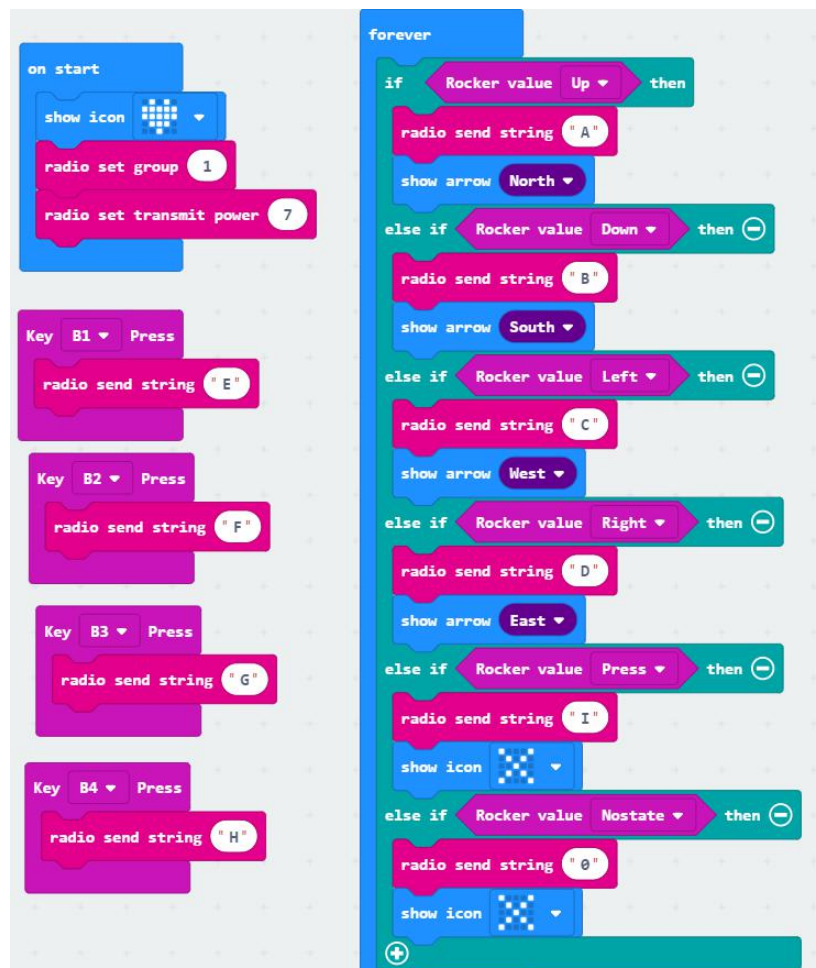 on start
show icon
radio set group 1
radio set transmit power 7
Key B1 Press
radio send string "E"
Key B2 Press
radio send string "F"
Key B3 Press
radio send string "G"
Key B4 Press
radio send string "H"
forever
if Rocker value Up then
radio send string "A"
show arrow North
else if Rocker value Down then
radio send string "B"
show arrow South
else if Rocker value Left then
radio send string "C"
show arrow West
else if Rocker value Right then
radio send string "D"
show arrow East
else if Rocker value Press then
radio send string "I"
show icon
else if Rocker value Nostate then
radio send string "0"
show icon